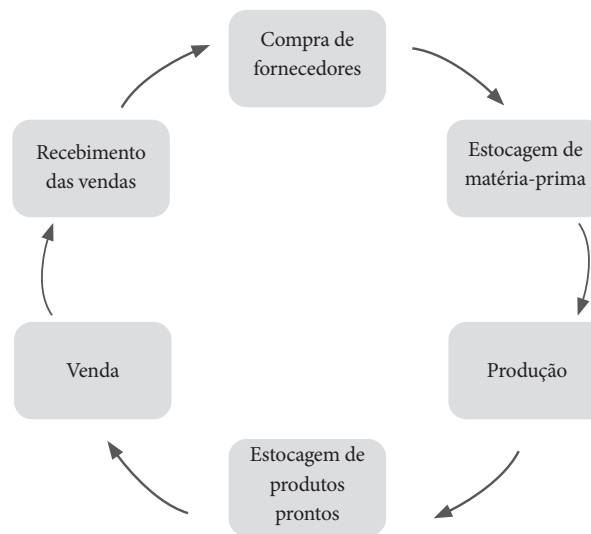 Compra de
fornecedores
Estocagem de
matéria-prima
Produção
Estocagem de
produtos
prontos
Venda
Recebimento
das vendas